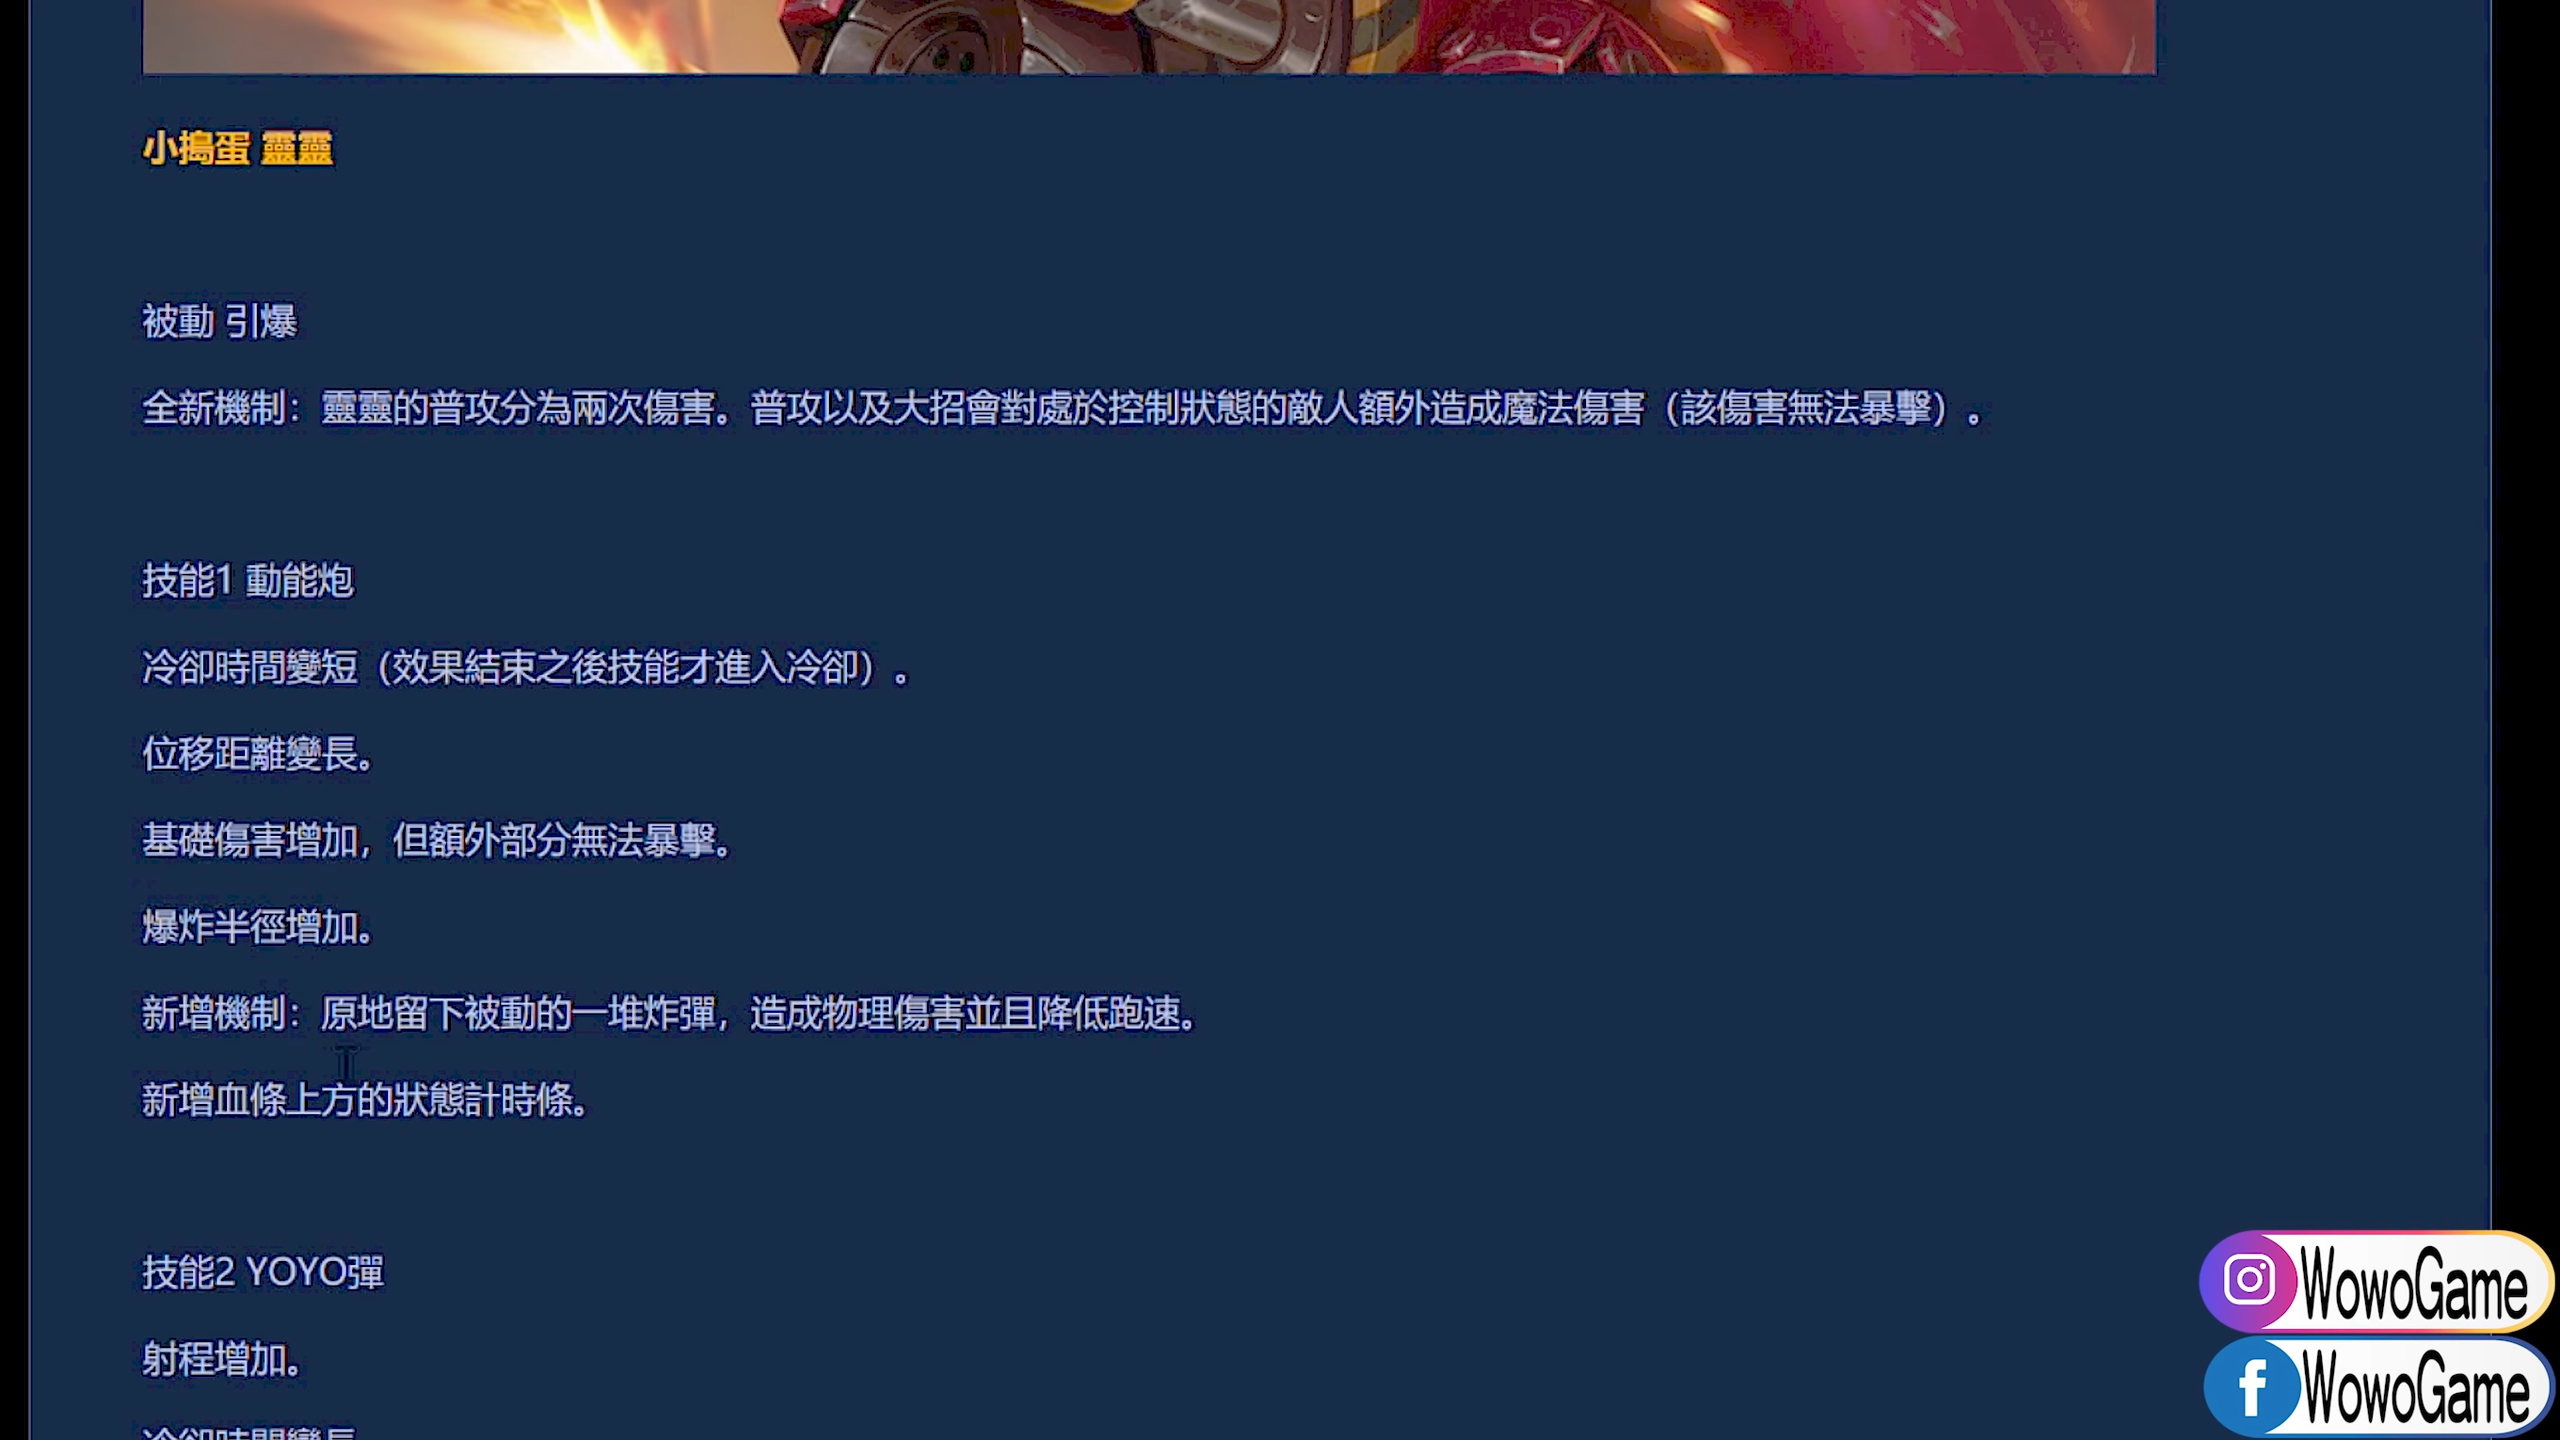 小搗蛋 靈靈
被動 引爆
全新機制：靈靈的普攻分為兩次傷害。普攻以及大招會對處於控制狀態的敵人額外造成魔法傷害（該傷害無法暴擊）。
技能1 動能炮
冷卻時間變短（效果結束之後技能才進入冷卻）。
位移距離變長。
基礎傷害增加，但額外部分無法暴擊。
爆炸半徑增加。
新增機制：原地留下被動的一堆炸彈，造成物理傷害並且降低跑速。
新增血條上方的狀態計時條。
技能2 YOYO彈
射程增加。
冷卻時間變長
WowoGame
WowoGame